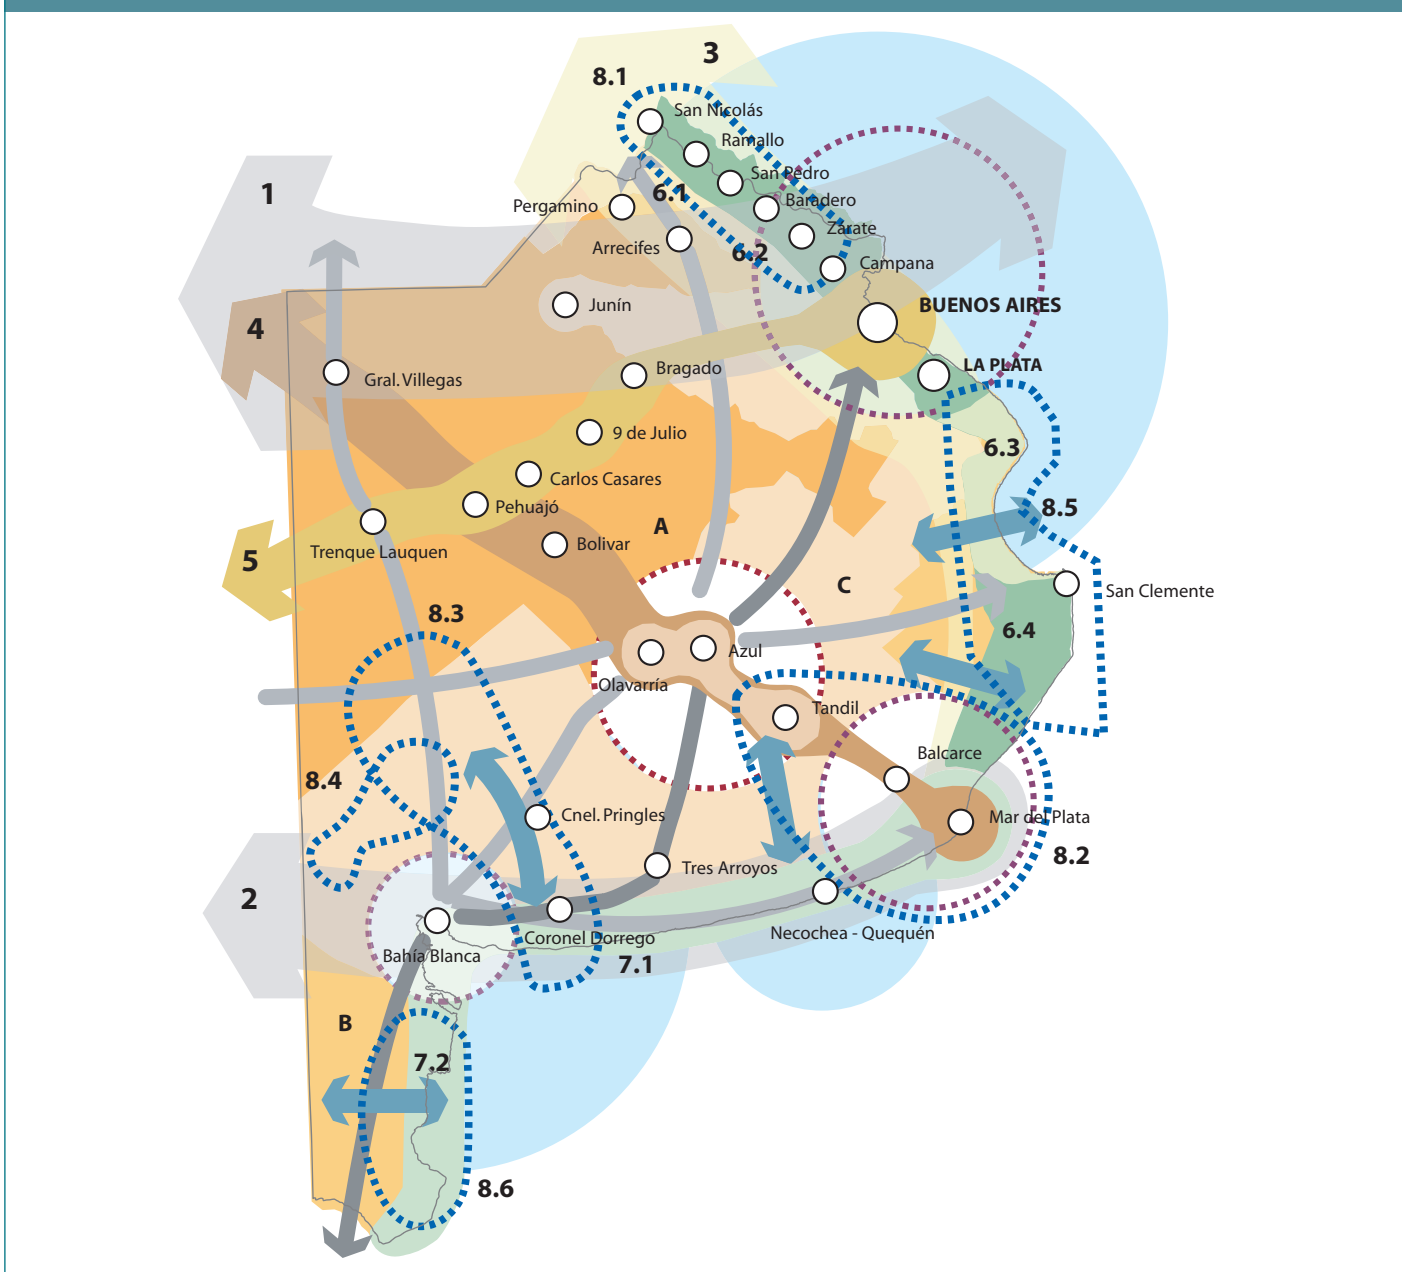 3
8.1
San Nicolás
Ramallo
San Pedro
6.1
1
Pergamino
Baradero
Zárate
Arrecifes
6.2
Campana
Junín
BUENOS AIRES
4
Bragado
LA PLATA
Gral. Villegas
9 de Julio
6.3
Carlos Casares
Pehuajó
8.5
A
Bolivar
Trenque Lauquen
5
C
San Clemente
8.3
6.4
Azul
Olavarría
Tandil
Balcarce
8.4
Cnel. Pringles
Mar del Plata
8.2
Tres Arroyos
2
Necochea - Quequén
Coronel Dorrego
Bahía Blanca
7.1
B
7.2
8.6